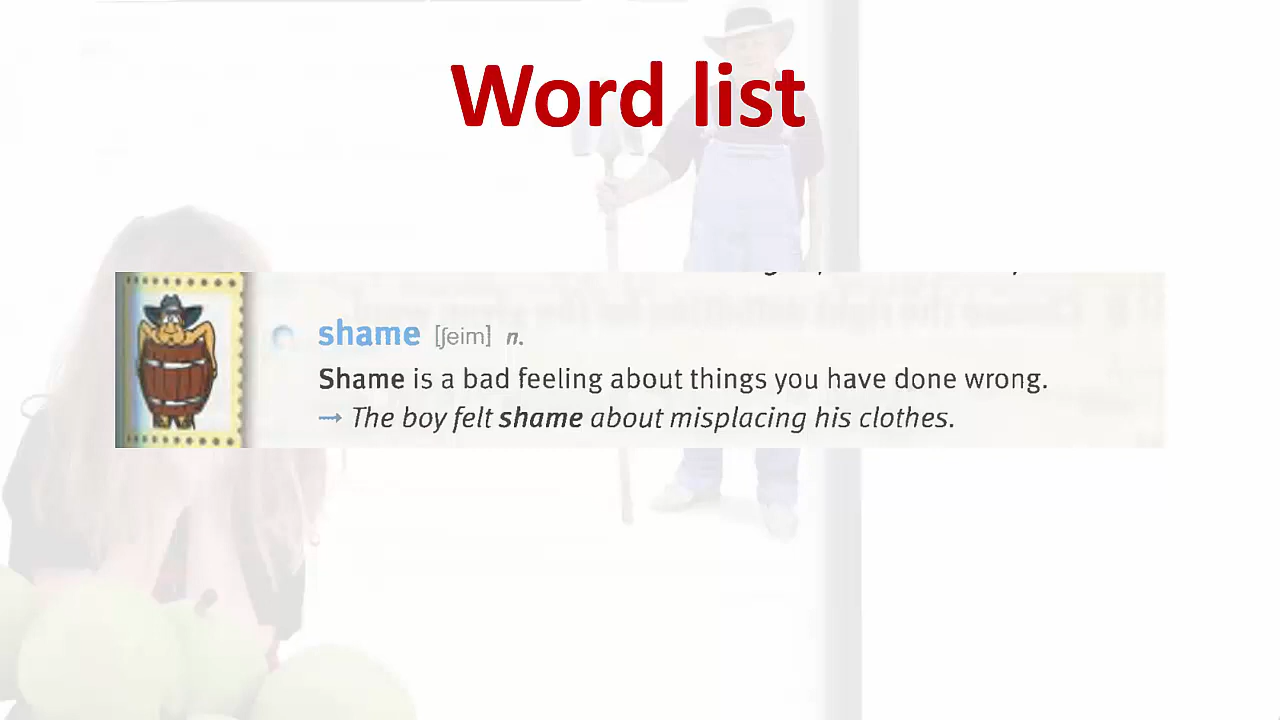 Word list
shame [ʃeim] n.
Shame is a bad feeling about things you have done wrong.
→ The boy felt shame about misplacing his clothes.